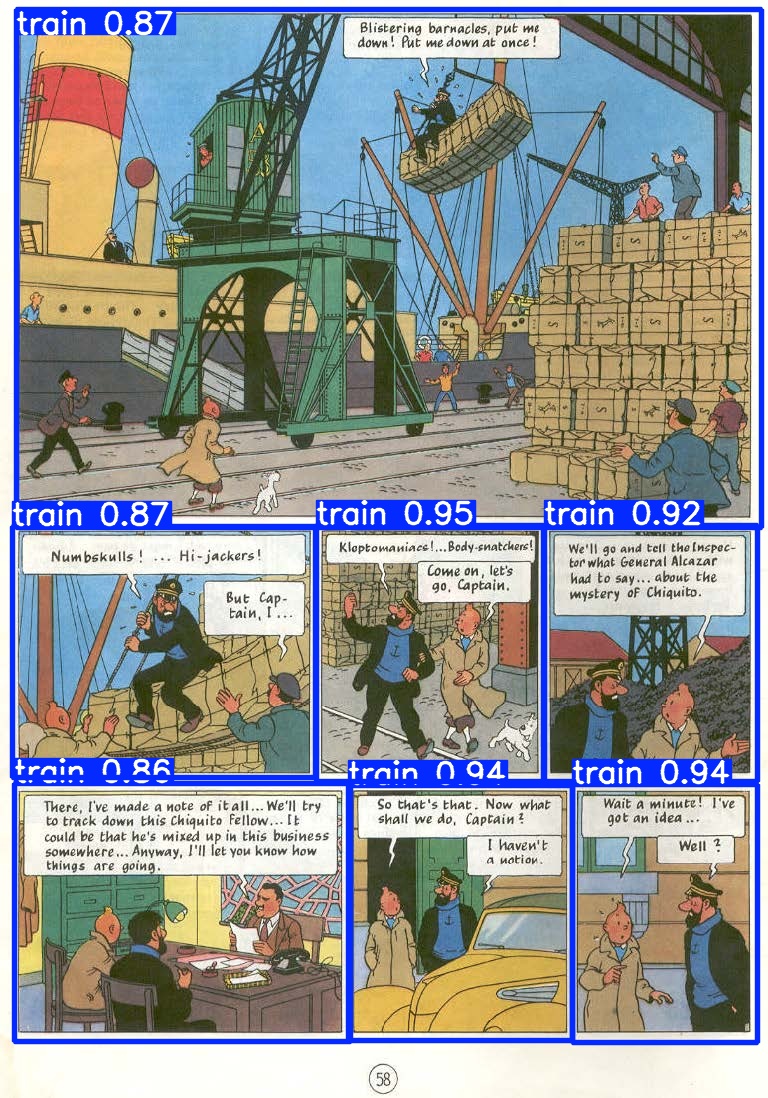 train 0.87
Blistering barnacles, put me
down! Put me down at once!
train 0.87
Numbskulls! ... Hi-jackers!
But Cap-
tain, I...
train 0.95
Kloptomaniacs!...Body-snatchers!
Come on, let's
go, Captain.
train 0.92
We'll go and tell the Inspec-
tor what General Alcazar
had to say... about the
mystery of Chiquito.
train 0.86
There, I've made a note of it all... We'll try
to track down this Chiquito Fellow... It
could be that he's mixed up in this business
somewhere... Anyway, I'll let you know how
things are going.
train 0.94
So that's that. Now what
shall we do, Captain?
I haven't
a notion.
train 0.94
Wait a minute! I've
got an idea...
Well?
58